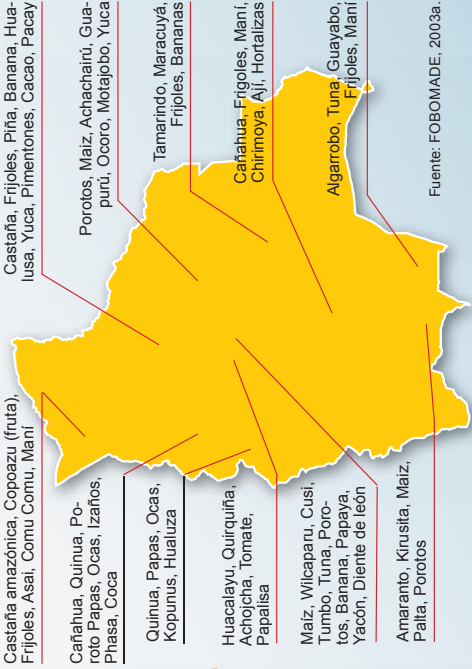 Castaña amazónica, Copoazu (fruta),
Frijoles, Asai, Comu Comu, Maní
Cañahua, Quinua, Po-
roto Papas, Ocas, Izaños,
Phasa, Coca
Quinua, Papas, Ocas,
Kopunus, Hualuza
Huacalayu, Quirquiña,
Achojcha, Tomate,
Papalisa
Maíz, Wilcaparu, Cusi,
Tumbo, Tuna, Poro-
tos, Banana, Papaya,
Yacón, Diente de león
Amaranto, Kirusita, Maiz,
Palta, Porotos
Castaña, Frijoles, Piña, Banana, Hua-
lusa, Yuca, Pimentones, Cacao, Pacay
Porotos, Maiz, Achachairú, Gua-
purú, Ocoro, Motajobo, Yuca
Tamarindo, Maracuyá,
Frijoles, Bananas
Cañahua, Frigoles, Maní,
Chirimoya, Ají, Hortalizas
Algarrobo, Tuna, Guayabo,
Frijoles, Maní
Fuente: FOBOMADE, 2003a.